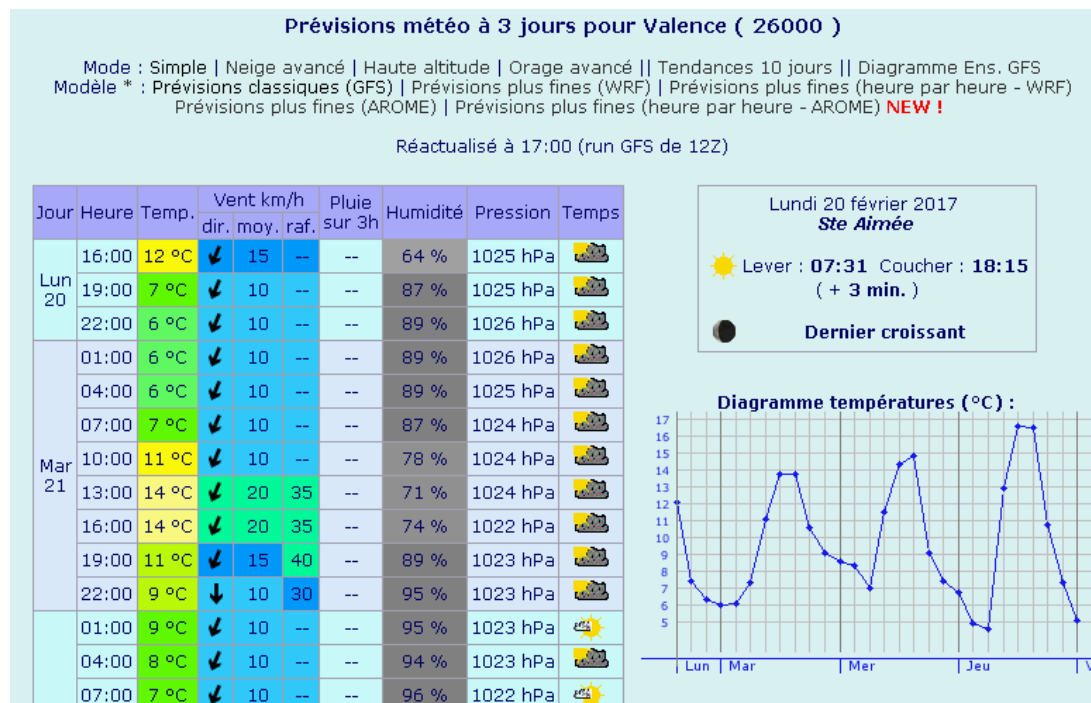 Prévisions météo à 3 jours pour Valence ( 26000 )
Mode : Simple | Neige avancé | Haute altitude | Orage avancé || Tendances 10 jours || Diagramme Ens. GFS
Modèle * : Prévisions classiques (GFS) | Prévisions plus fines (WRF) | Prévisions plus fines (heure par heure - WRF)
Prévisions plus fines (AROME) | Prévisions plus fines (heure par heure - AROME) NEW !
Réactualisé à 17:00 (run GFS de 12Z)
Jour Heure Temp. Vent km/h Pluie sur 3h Humidité Pression Temps
dir. moy. raf.
Lun 20
16:00 12 °C 15 -- -- 64 % 1025 hPa
19:00 7 °C 10 -- -- 87 % 1025 hPa
22:00 6 °C 10 -- -- 89 % 1026 hPa
Mar 21
01:00 6 °C 10 -- -- 89 % 1026 hPa
04:00 6 °C 10 -- -- 89 % 1025 hPa
07:00 7 °C 10 -- -- 87 % 1024 hPa
10:00 11 °C 10 -- -- 78 % 1024 hPa
13:00 14 °C 20 35 -- 71 % 1024 hPa
16:00 14 °C 20 35 -- 74 % 1022 hPa
19:00 11 °C 15 40 -- 89 % 1023 hPa
22:00 9 °C 10 30 -- 95 % 1023 hPa
01:00 9 °C 10 -- -- 95 % 1023 hPa
04:00 8 °C 10 -- -- 94 % 1023 hPa
07:00 7 °C 10 -- -- 96 % 1022 hPa
Lundi 20 février 2017
Ste Aimée
Lever : 07:31 Coucher : 18:15
( + 3 min. )
Dernier croissant
Diagramme températures (°C) :
17
16
15
14
13
12
11
10
9
8
7
6
5
Lun Mar Mer Jeu V